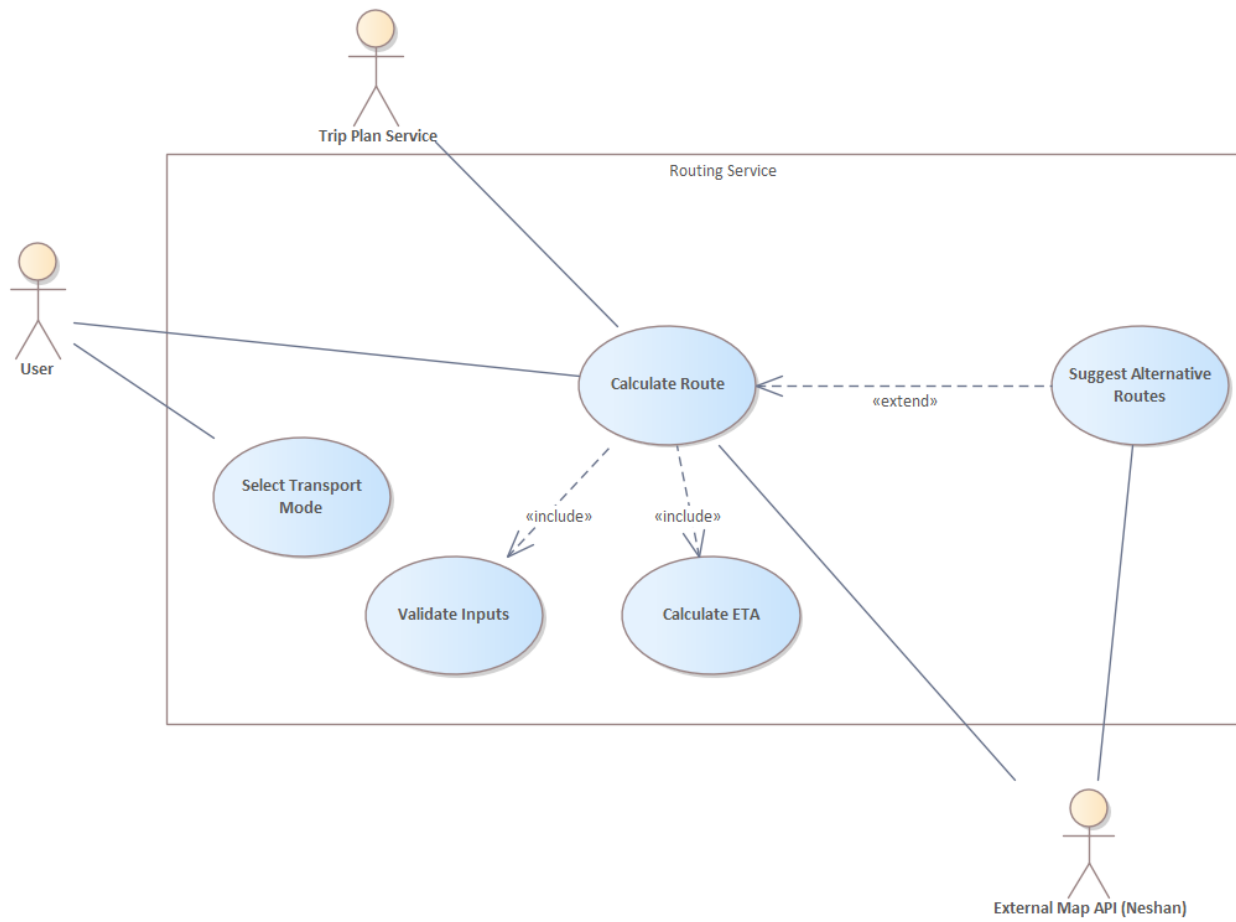 Trip Plan Service
Routing Service
User
Calculate Route
Suggest Alternative
Routes
«extend»
Select Transport
Mode
«include»
«include»
Validate Inputs
Calculate ETA
External Map API (Neshan)